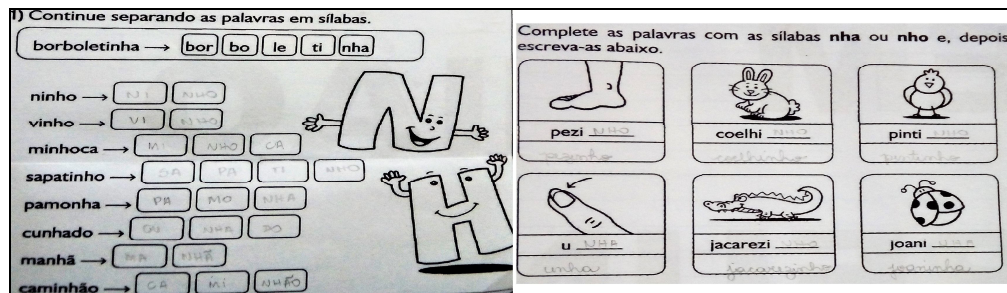 1) Continue separando as palavras em sílabas.
borboletinha → bor bo le ti nha
ninho → NI NHO
vinho → VI NHO
minhoca → MI NHO CA
sapatinho → SA PA TI NHO
pamonha → PA MO NHA
cunhado → CU NHA DO
manhã → MA NHÃ
caminhão → CA MI NHÃO
Complete as palavras com as sílabas nha ou nho e, depois
escreva-as abaixo.
pezi NHO
coelhi NHO
pinti NHO
pezinho
coelhinho
pintinho
u NHA
jacarezi NHO
joani NHA
unha
jacarezinho
joaninha